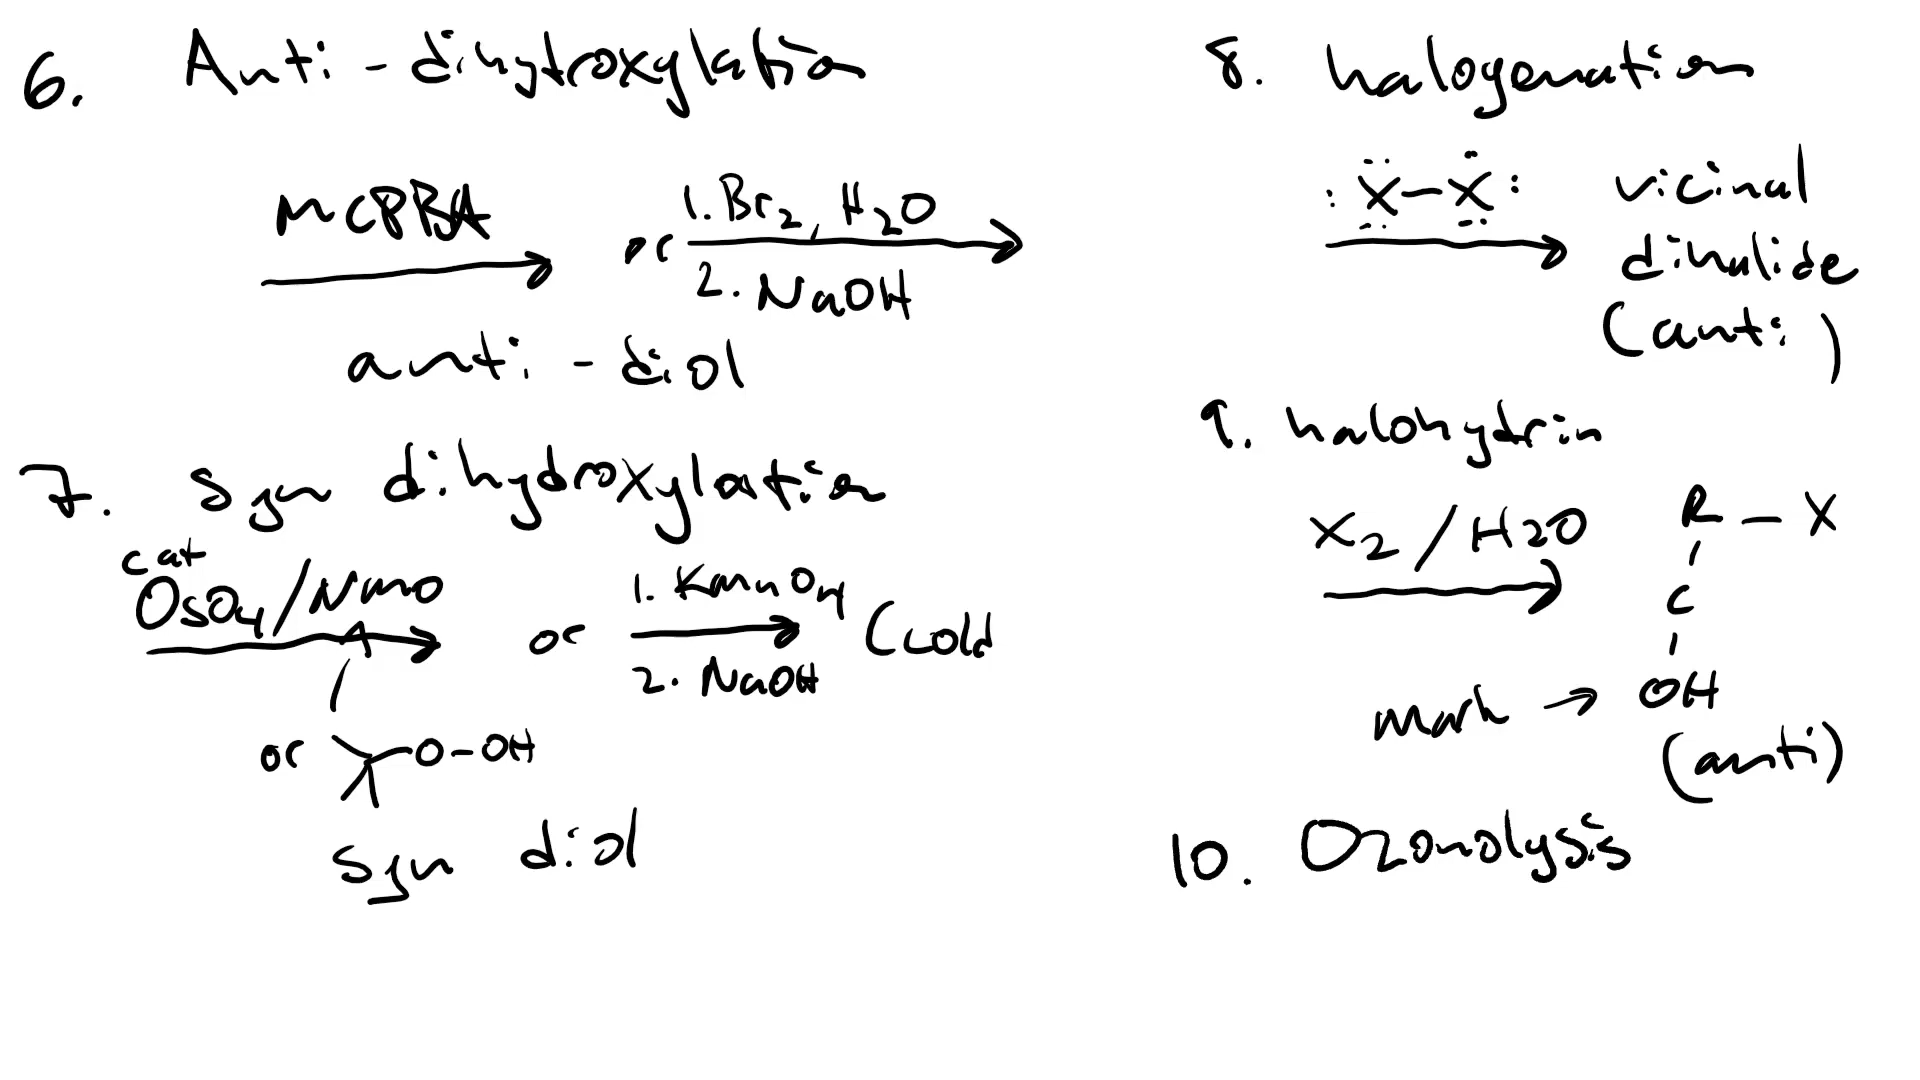 6. Anti-dihytroxylation
MCPBA
or 1. Br2, H2O
2. NaOH
anti-diol
7. Syn dihydroxylation
cat
OsO4/NMO
or 1. KMnO4 (cold
2. NaOH
or O-OH
syn diol
8. halogenation
:X-X: vicinal
dihalide
(anti)
9. halohydrin
X2/H2O R-X
C
mark → OH
(anti)
10. Ozonolysis